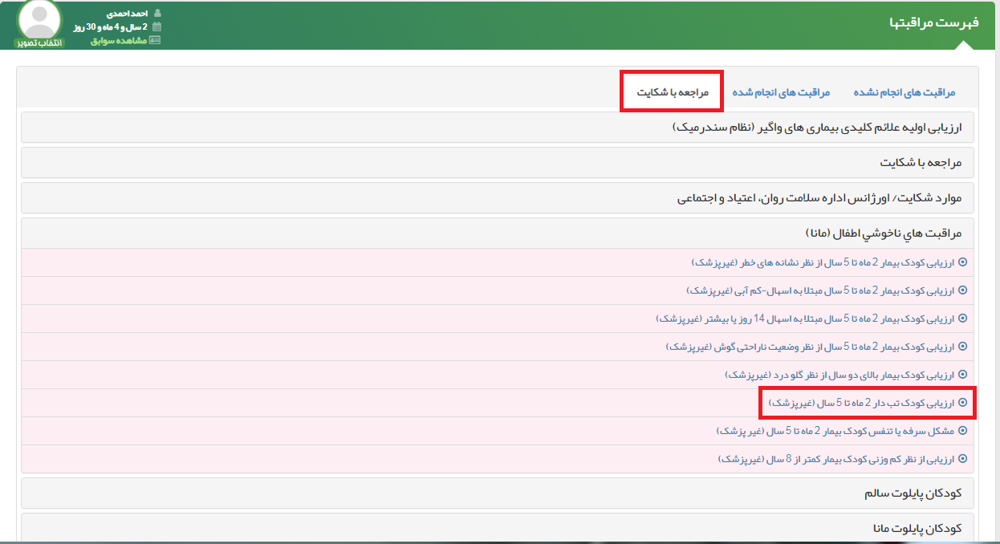 فهرست مراقبتها
احمد احمدی
2 سال و 4 ماه و 30 روز
مشاهده سوابق
انتخاب تصویر
مراقبت های انجام نشده
مراقبت های انجام شده
مراجعه با شکایت
ارزیابی اولیه علائم کلیدی بیماری های واگیر (نظام سندرمیک)
مراجعه با شکایت
موارد شکایت/ اورژانس اداره سلامت روان، اعتیاد و اجتماعی
مراقبت هاي ناخوشي اطفال (مانا)
ارزیابی کودک بیمار 2 ماه تا 5 سال از نظر نشانه های خطر (غیرپزشک)
ارزیابی کودک بیمار 2 ماه تا 5 سال مبتلا به اسهال-کم آبی (غیرپزشک)
ارزیابی کودک بیمار 2 ماه تا 5 سال مبتلا به اسهال 14 روز یا بیشتر (غیرپزشک)
ارزیابی کودک بیمار 2 ماه تا 5 سال از نظر وضعیت ناراحتی گوش (غیرپزشک)
ارزیابی کودک بیمار بالای دو سال از نظر گلو درد (غیرپزشک)
ارزیابی کودک تب دار 2 ماه تا 5 سال (غیرپزشک)
مشکل سرفه یا تنفس کودک بیمار 2 ماه تا 5 سال (غیر پزشک)
ارزیابی از نظر کم وزنی کودک بیمار کمتر از 8 سال (غیرپزشک)
کودکان پایلوت سالم
کودکان پایلوت مانا